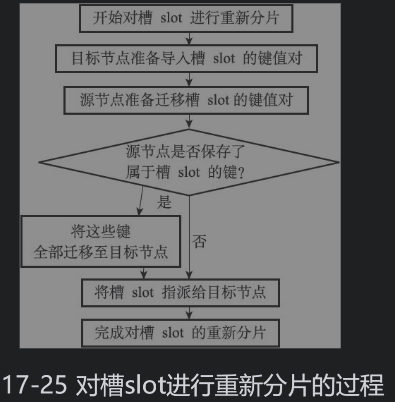 开始对槽 slot 进行重新分片
目标节点准备导入槽 slot 的键值对
源节点准备迁移槽 slot 的键值对
源节点是否保存了
属于槽 slot 的键?
是
将这些键
全部迁移至目标节点
否
将槽 slot 指派给目标节点
完成对槽 slot 的重新分片
17-25 对槽slot进行重新分片的过程